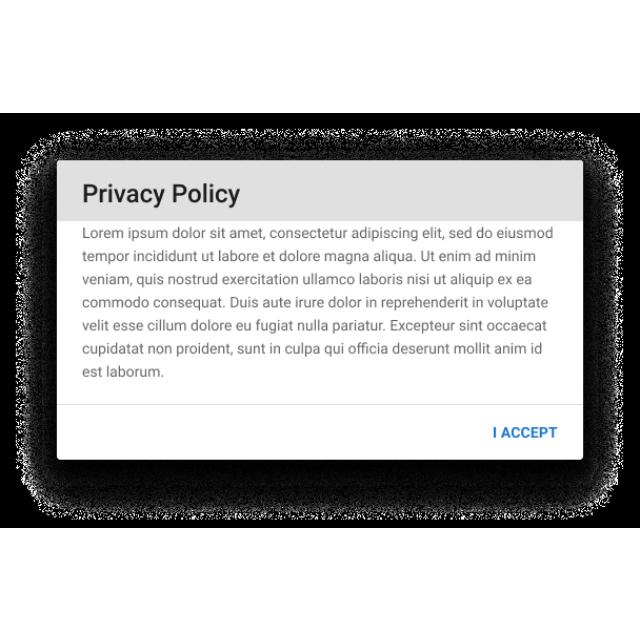 Privacy Policy
Lorem ipsum dolor sit amet, consectetur adipiscing elit, sed do eiusmod
tempor incididunt ut labore et dolore magna aliqua. Ut enim ad minim
veniam, quis nostrud exercitation ullamco laboris nisi ut aliquip ex ea
commodo consequat. Duis aute irure dolor in reprehenderit in voluptate
velit esse cillum dolore eu fugiat nulla pariatur. Excepteur sint occaecat
cupidatat non proident, sunt in culpa qui officia deserunt mollit anim id
est laborum.
I ACCEPT